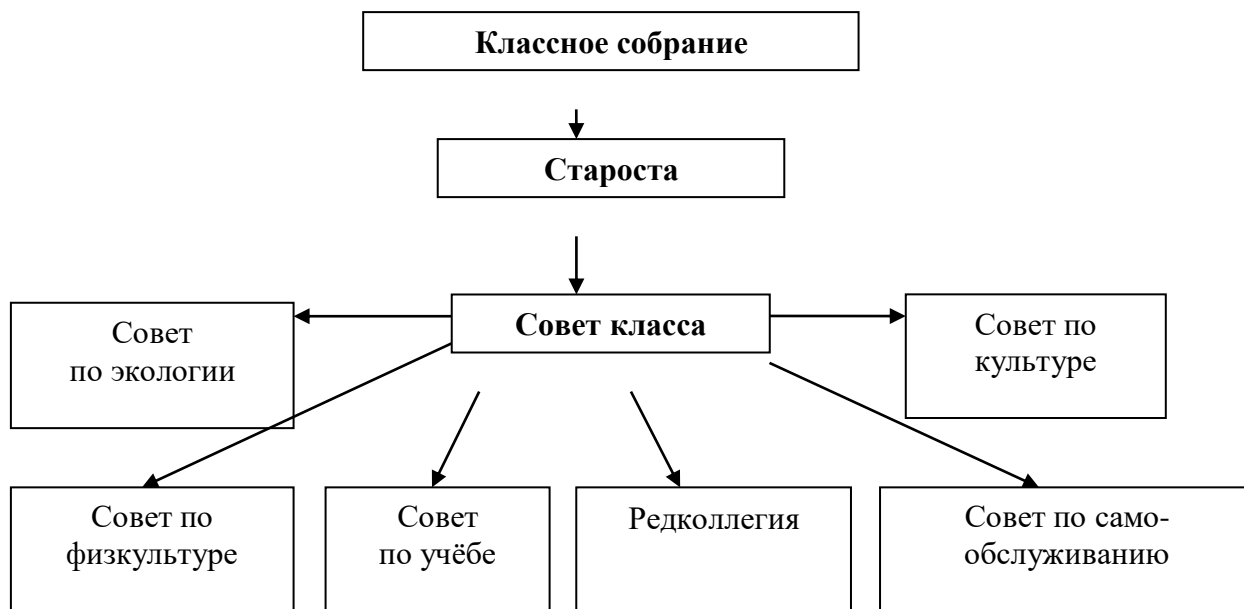 Классное собрание
Староста
Совет класса
Совет
по экологии
Совет по
культуре
Совет по
физкультуре
Совет
по учёбе
Редколлегия
Совет по само-
обслуживанию